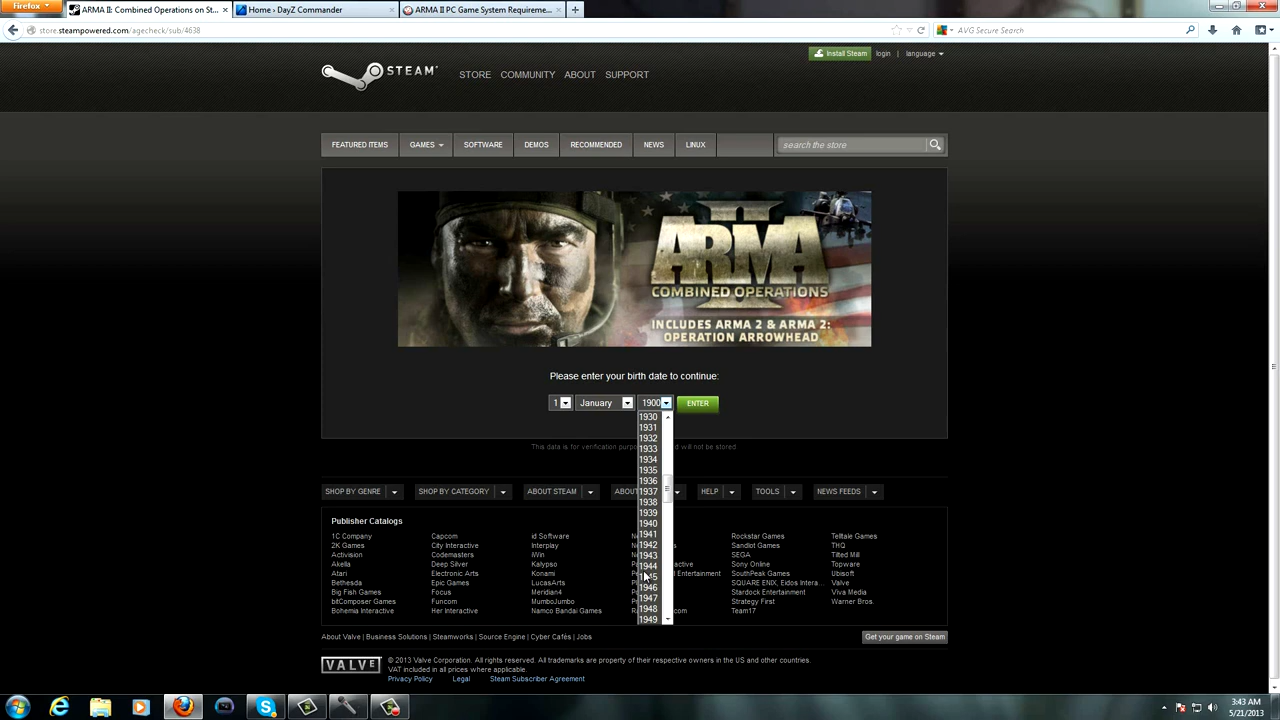 Firefox
ARMA II: Combined Operations on St...
Home › DayZ Commander
ARMA II PC Game System Requireme...
store.steampowered.com/agecheck/sub/4638
AVG Secure Search
Install Steam
login
language
STEAM
STORE
COMMUNITY
ABOUT
SUPPORT
FEATURED ITEMS
GAMES
SOFTWARE
DEMOS
RECOMMENDED
NEWS
LINUX
search the store
ARMA II
COMBINED OPERATIONS
INCLUDES ARMA 2 & ARMA 2:
OPERATION ARROWHEAD
Please enter your birth date to continue:
1
January
1900
ENTER
1930
1931
1932
1933
1934
1935
1936
1937
1938
1939
1940
1941
1942
1943
1944
1946
1947
1948
1949
This data is for verification
will not be stored
SHOP BY GENRE
SHOP BY CATEGORY
ABOUT STEAM
HELP
TOOLS
NEWS FEEDS
Publisher Catalogs
1C Company
2K Games
Activision
Akella
Atari
Bethesda
Big Fish Games
bitComposer Games
Bohemia Interactive
Capcom
City Interactive
Codemasters
Deep Silver
Electronic Arts
Epic Games
Focus
Funcom
Her Interactive
id Software
Interplay
iWin
Kalypso
Konami
LucasArts
Meridian4
MumboJumbo
Namco Bandai Games
Rockstar Games
Sandlot Games
SEGA
Sony Online
SouthPeak Games
SQUARE ENIX, Eidos Intera...
Stardock Entertainment
Strategy First
Team17
Telltale Games
THQ
Tilted Mill
Topware
Ubisoft
Valve
Viva Media
Warner Bros.
About Valve | Business Solutions | Steamworks | Source Engine | Cyber Cafés | Jobs
Get your game on Steam
VALVE
© 2013 Valve Corporation. All rights reserved. All trademarks are property of their respective owners in the US and other countries.
VAT included in all prices where applicable.
Privacy Policy
Legal
Steam Subscriber Agreement
3:43 AM
5/21/2013